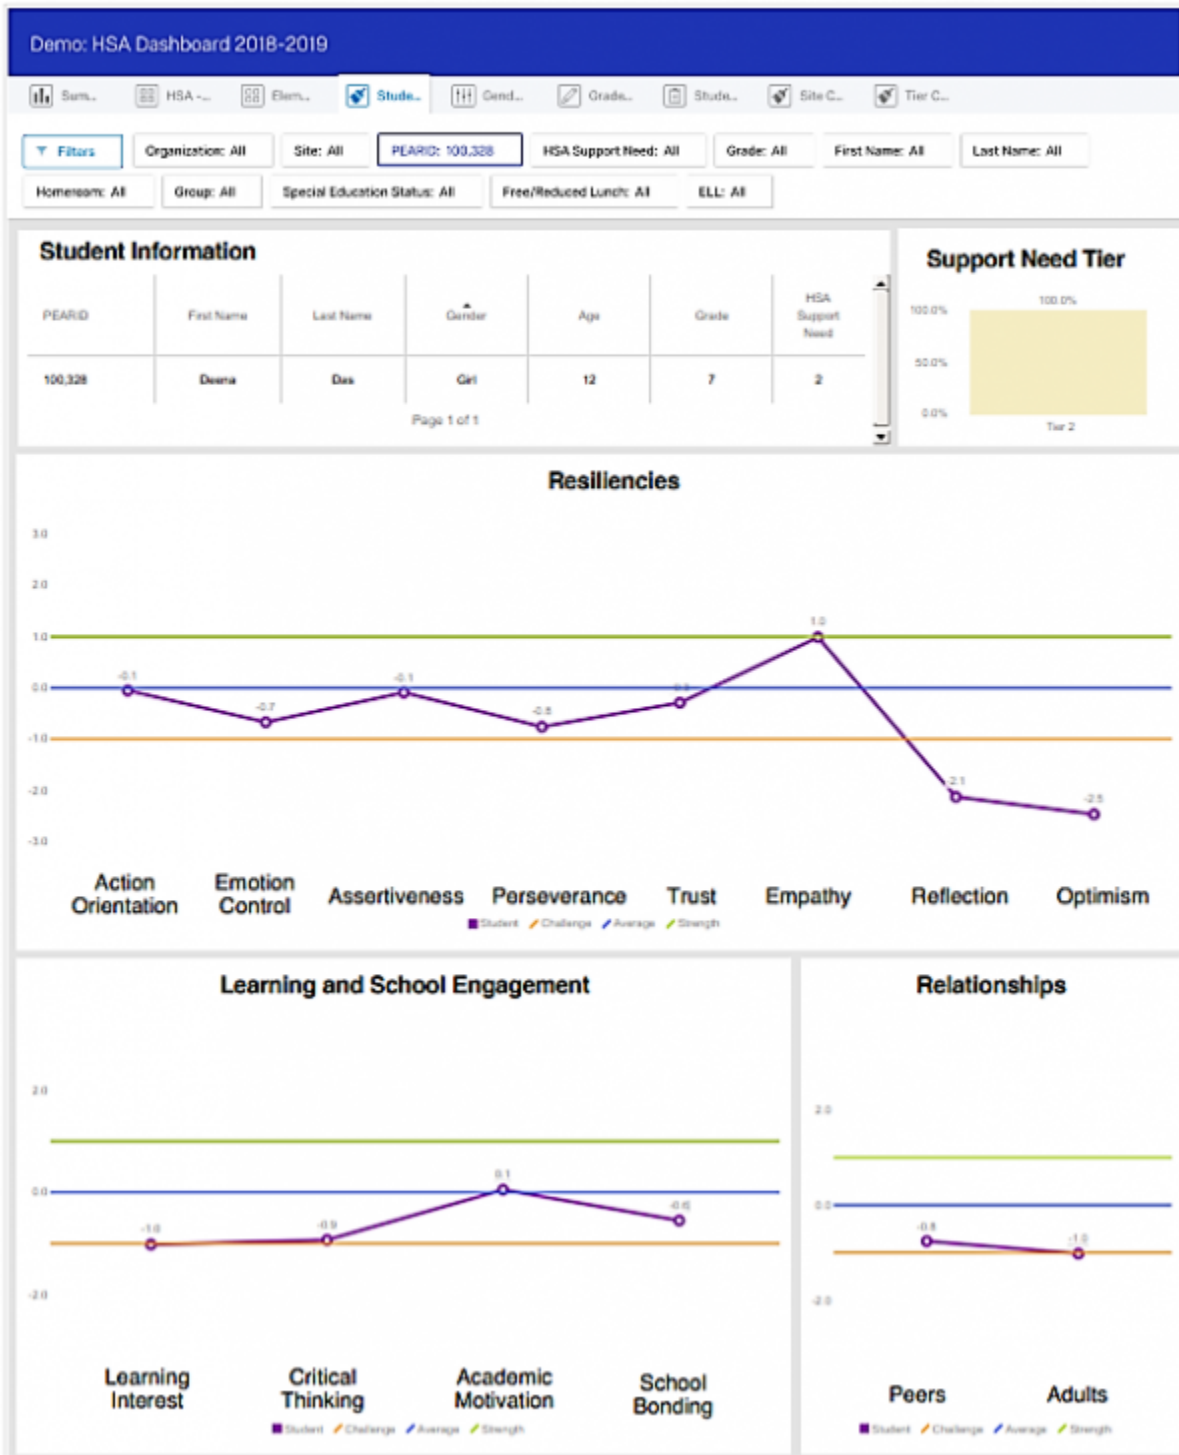 Demo: HSA Dashboard 2018-2019
Sum... HSA -... Elem... Stude... Gend... Grade... Stude... Site C... Tier C...
Filters Organization: All Site: All PEARID: 100,328 HSA Support Need: All Grade: All First Name: All Last Name: All
Homeroom: All Group: All Special Education Status: All Free/Reduced Lunch: All ELL: All
Student Information
PEARID First Name Last Name Gender Age Grade HSA Support Need
100,328 Deena Das Girl 12 7 2
Page 1 of 1
Support Need Tier
100.0%
100.0%
50.0%
0.0%
Tier 2
Resiliencies
3.0
2.0
1.0
0.0
-1.0
-2.0
-3.0
-0.1 -0.7 -0.1 -0.8 1.0 -2.1 -2.5
Action Orientation Emotion Control Assertiveness Perseverance Trust Empathy Reflection Optimism
Student Challenge Average Strength
Learning and School Engagement
2.0
0.0
-2.0
-1.0 -0.9 0.1 -0.6
Learning Interest Critical Thinking Academic Motivation School Bonding
Student Challenge Average Strength
Relationships
2.0
0.0
-2.0
-0.8 -1.0
Peers Adults
Student Challenge Average Strength